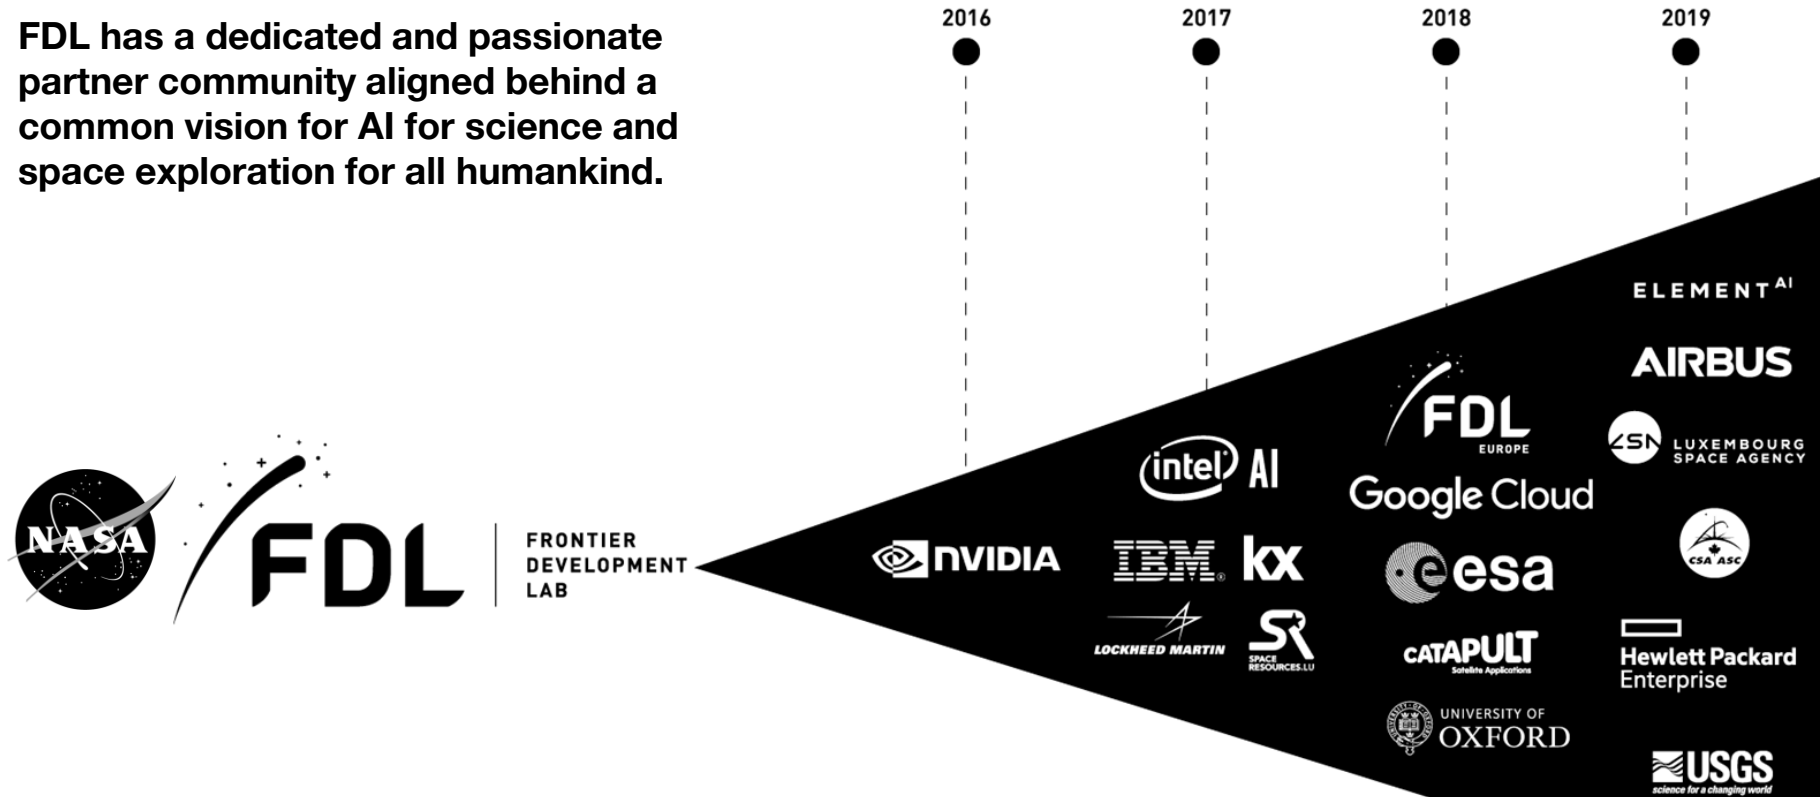 FDL has a dedicated and passionate
partner community aligned behind a
common vision for AI for science and
space exploration for all humankind.
2016
2017
2018
2019
NASA
FDL
FRONTIER
DEVELOPMENT
LAB
NVIDIA
intel AI
IBM
kx
LOCKHEED MARTIN
SR
SPACE
RESOURCES.LU
FDL
EUROPE
Google Cloud
esa
CATAPULT
Satellite Applications
UNIVERSITY OF
OXFORD
ELEMENT AI
AIRBUS
LSA
LUXEMBOURG
SPACE AGENCY
CSA ASC
Hewlett Packard
Enterprise
USGS
science for a changing world